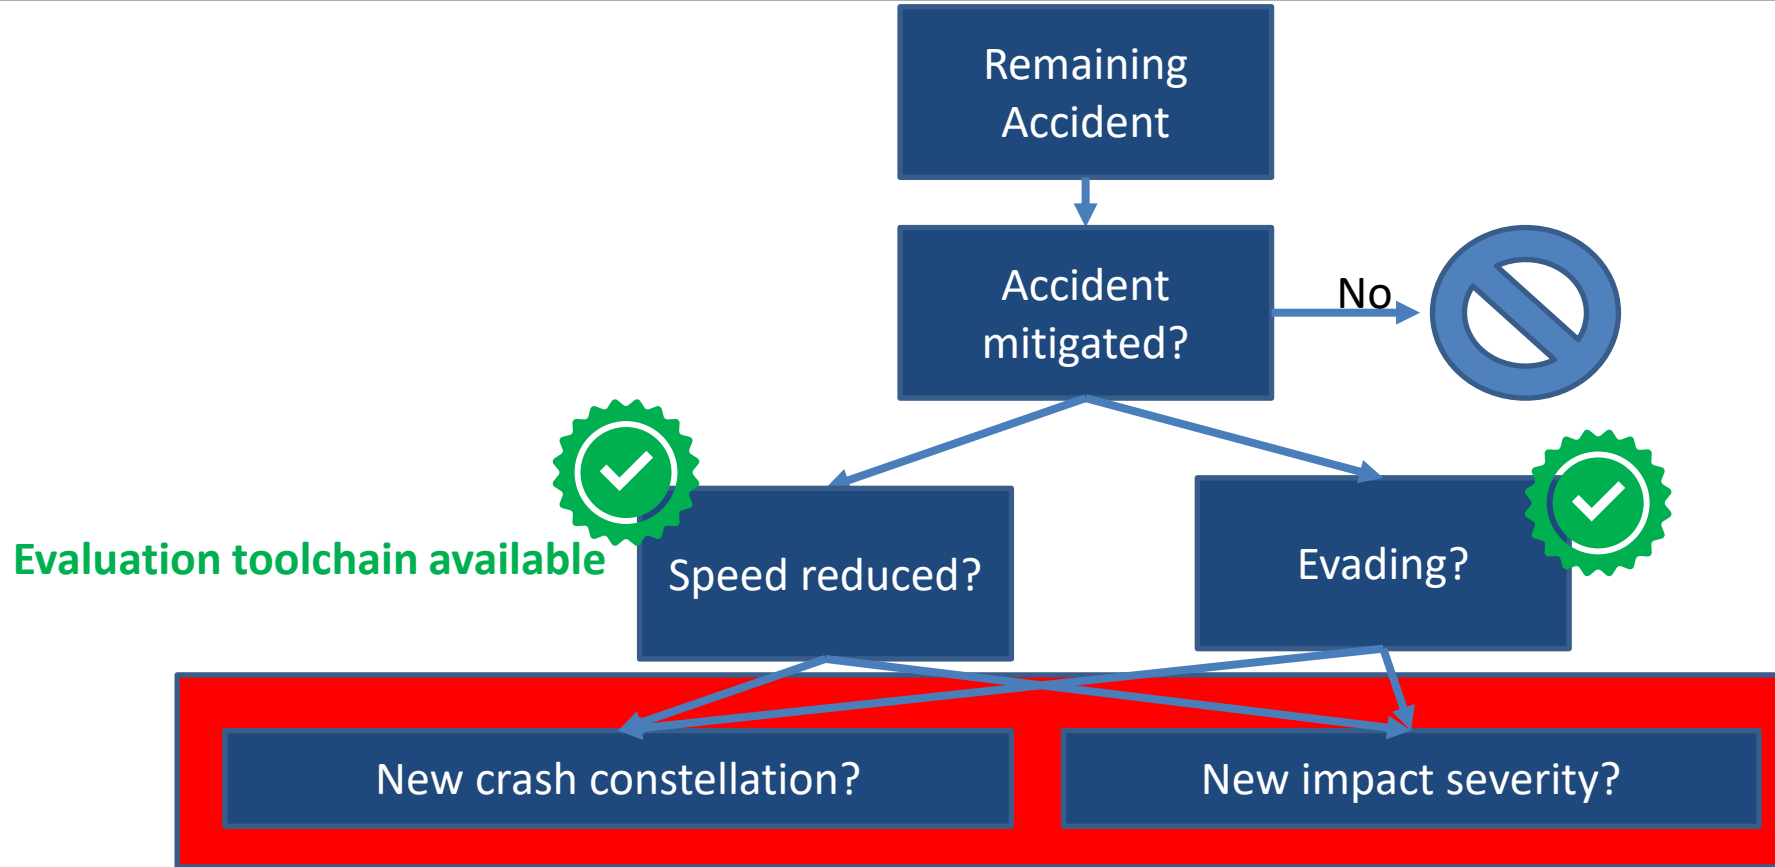 Remaining
Accident
Accident
mitigated?
No
Evaluation toolchain available
Speed reduced?
Evading?
New crash constellation?
New impact severity?